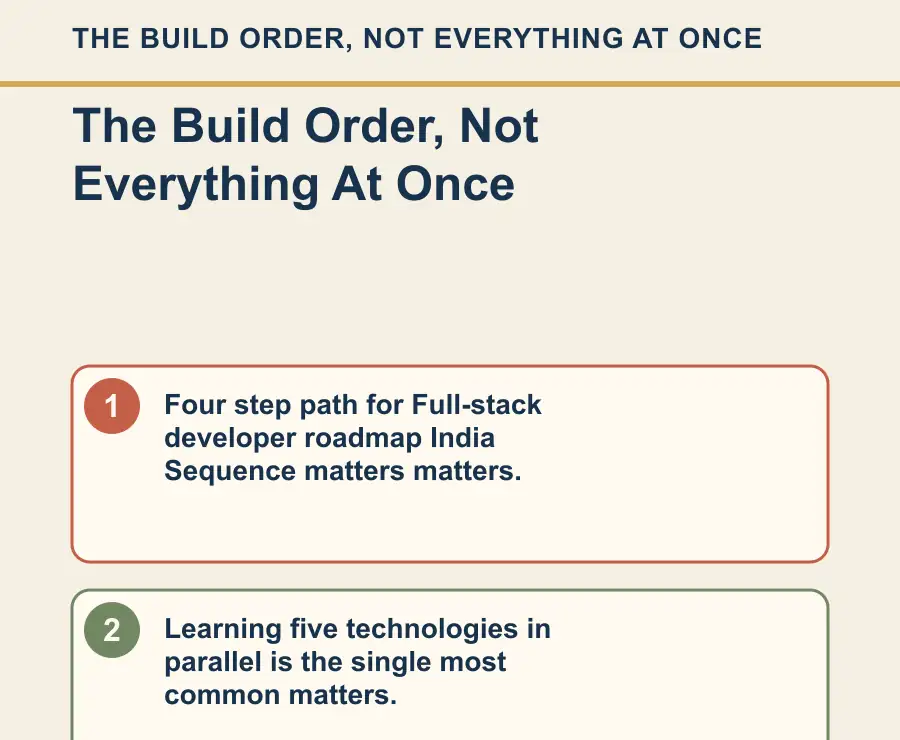 THE BUILD ORDER, NOT EVERYTHING AT ONCE
The Build Order, Not
Everything At Once
1
Four step path for Full-stack
developer roadmap India
Sequence matters matters.
2
Learning five technologies in
parallel is the single most
common matters.